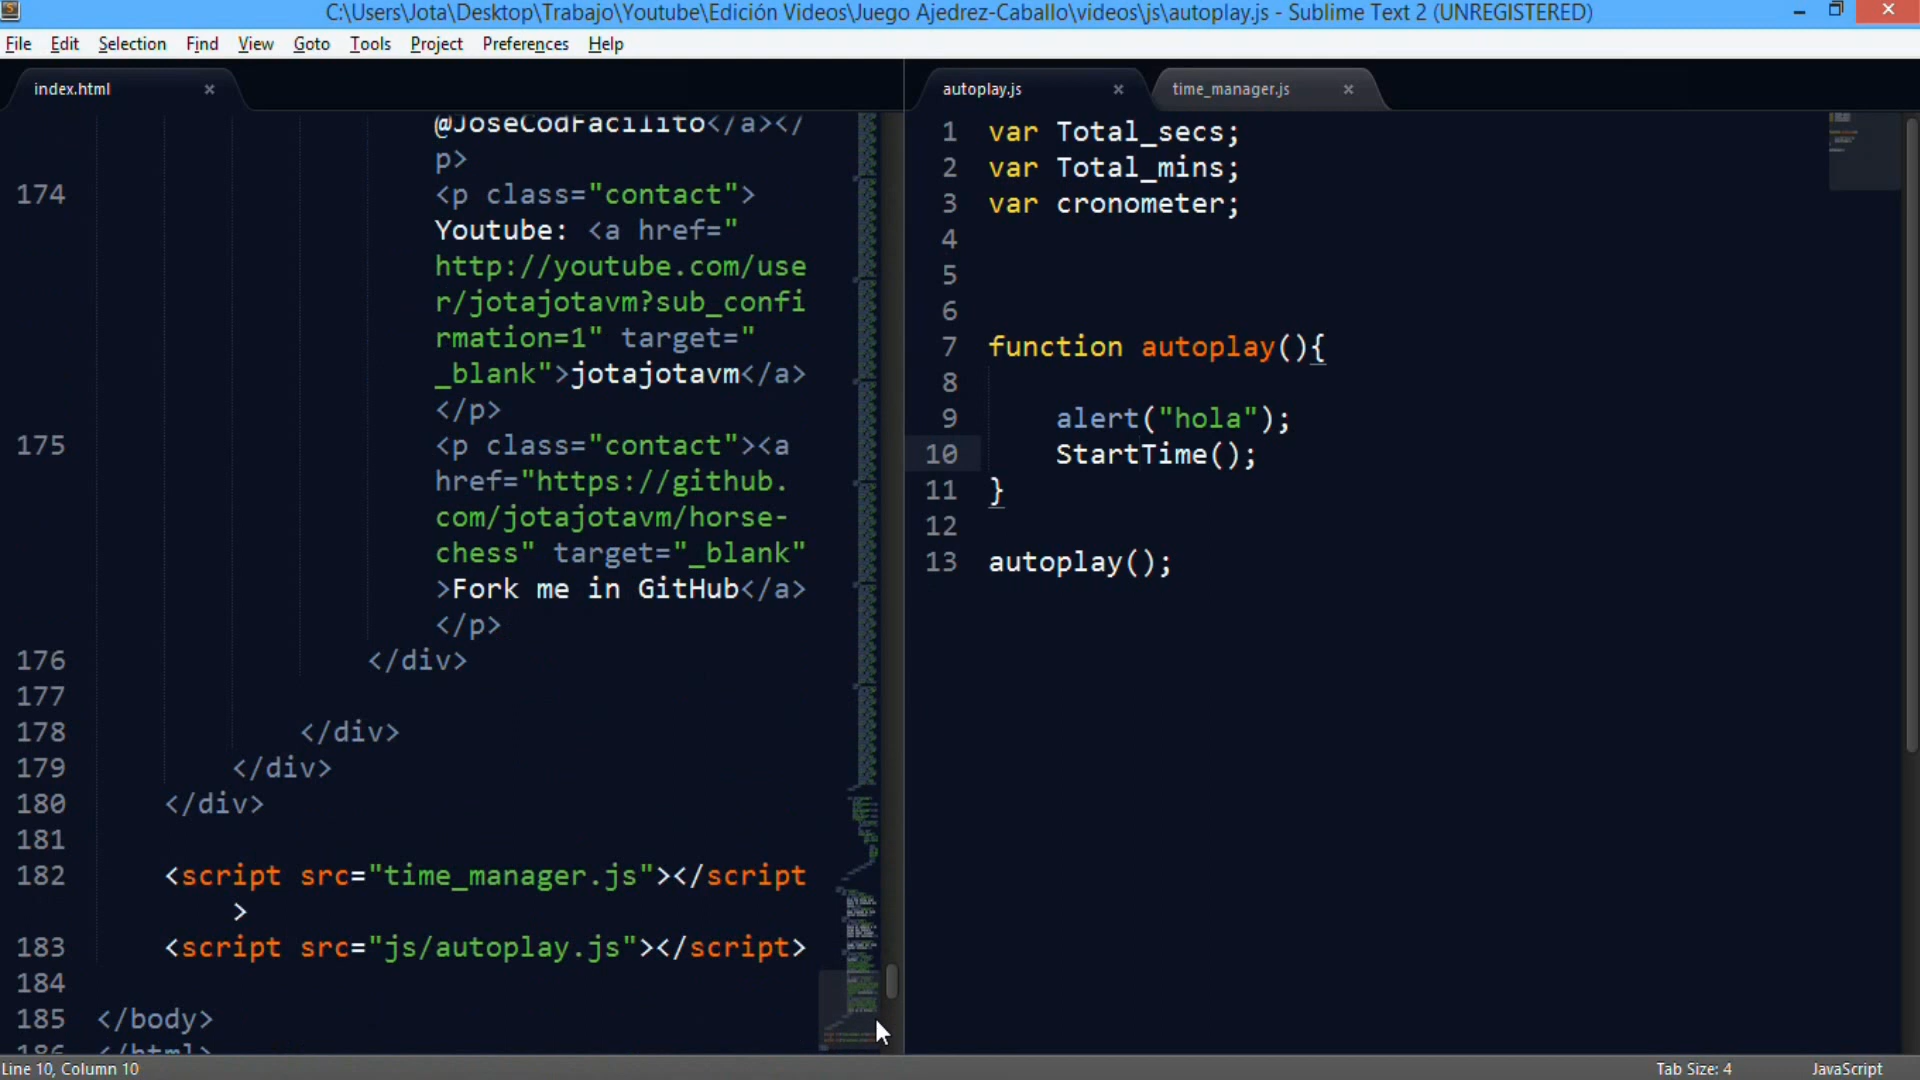 C:\Users\Jota\Desktop\Trabajo\Youtube\Edición Videos\Juego Ajedrez-Caballo\videos\js\autoplay.js - Sublime Text 2 (UNREGISTERED)
File Edit Selection Find View Goto Tools Project Preferences Help
index.html
@JoseCodFacilito</a></
p>
174 <p class="contact">
Youtube: <a href="
http://youtube.com/use
r/jotajotavm?sub_confi
rmation=1" target="
_blank">jotajotavm</a>
</p>
175 <p class="contact"><a
href="https://github.
com/jotajotavm/horse-
chess" target="_blank"
>Fork me in GitHub</a>
</p>
176 </div>
177
178 </div>
179 </div>
180 </div>
181
182 <script src="time_manager.js"></script
>
183 <script src="js/autoplay.js"></script>
184
185 </body>
186 </html>
autoplay.js time_manager.js
1 var Total_secs;
2 var Total_mins;
3 var cronometer;
4
5
6
7 function autoplay(){
8
9 alert("hola");
10 StartTime();
11 }
12
13 autoplay();
Line 10, Column 10 Tab Size: 4 JavaScript